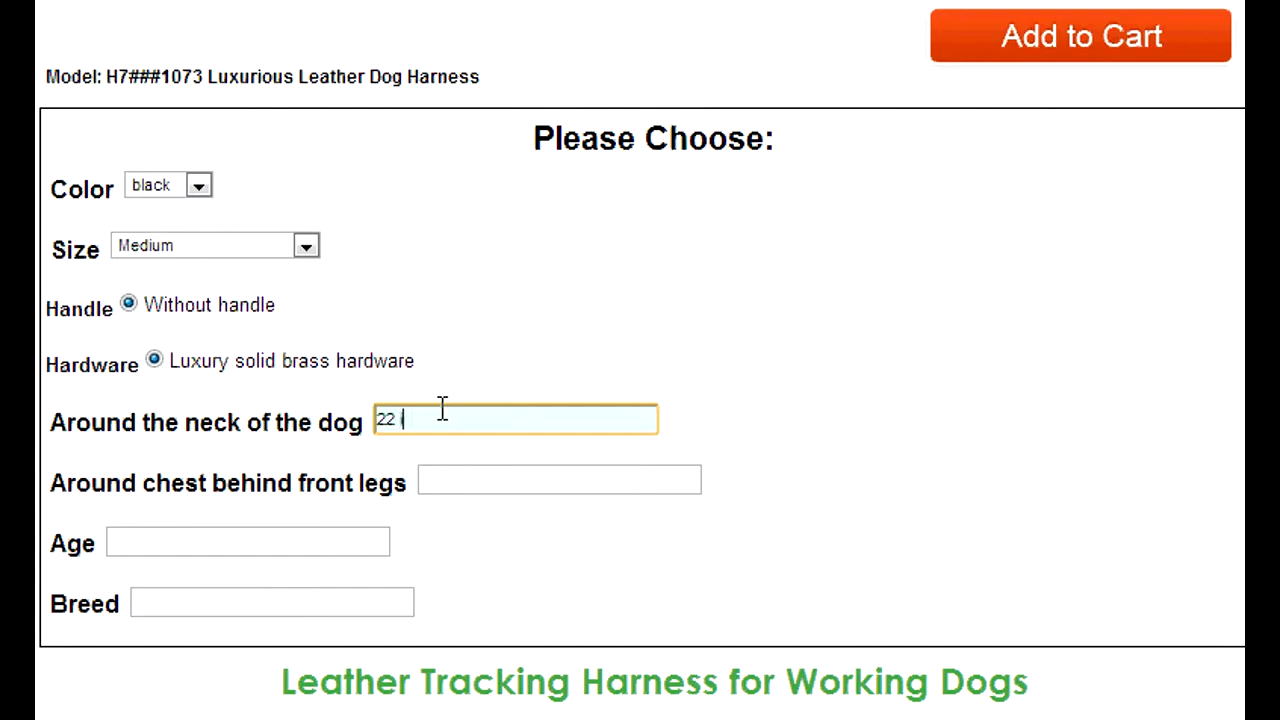 Add to Cart
Model: H7###1073 Luxurious Leather Dog Harness
Please Choose:
Color black
Size Medium
Handle Without handle
Hardware Luxury solid brass hardware
Around the neck of the dog 22
Around chest behind front legs
Age
Breed
Leather Tracking Harness for Working Dogs